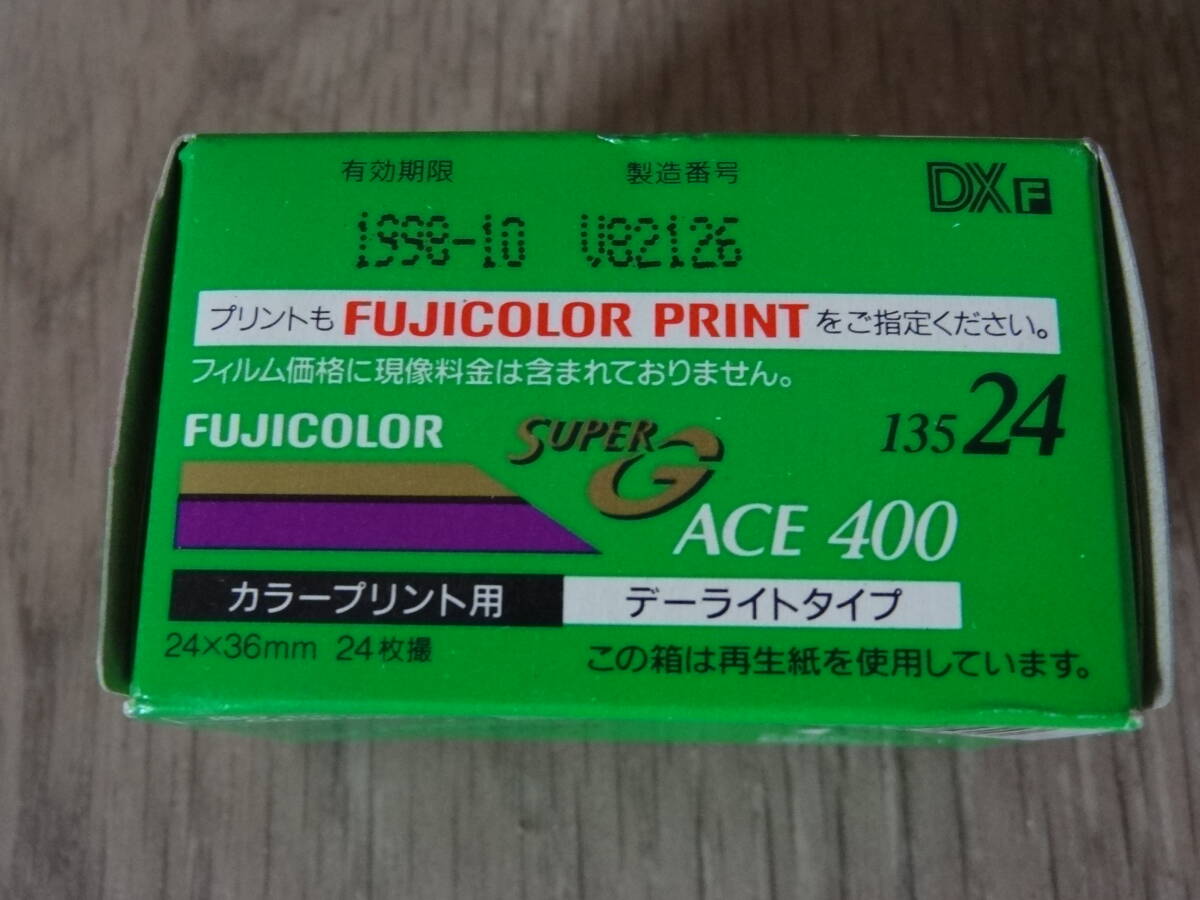 有効期限 製造番号 DXF
1998-10 V82126
プリントも FUJICOLOR PRINT をご指定ください。
フィルム価格に現像料金は含まれておりません。
FUJICOLOR SUPER G 135 24
ACE 400
カラープリント用 デーライトタイプ
24×36mm 24枚撮 この箱は再生紙を使用しています。